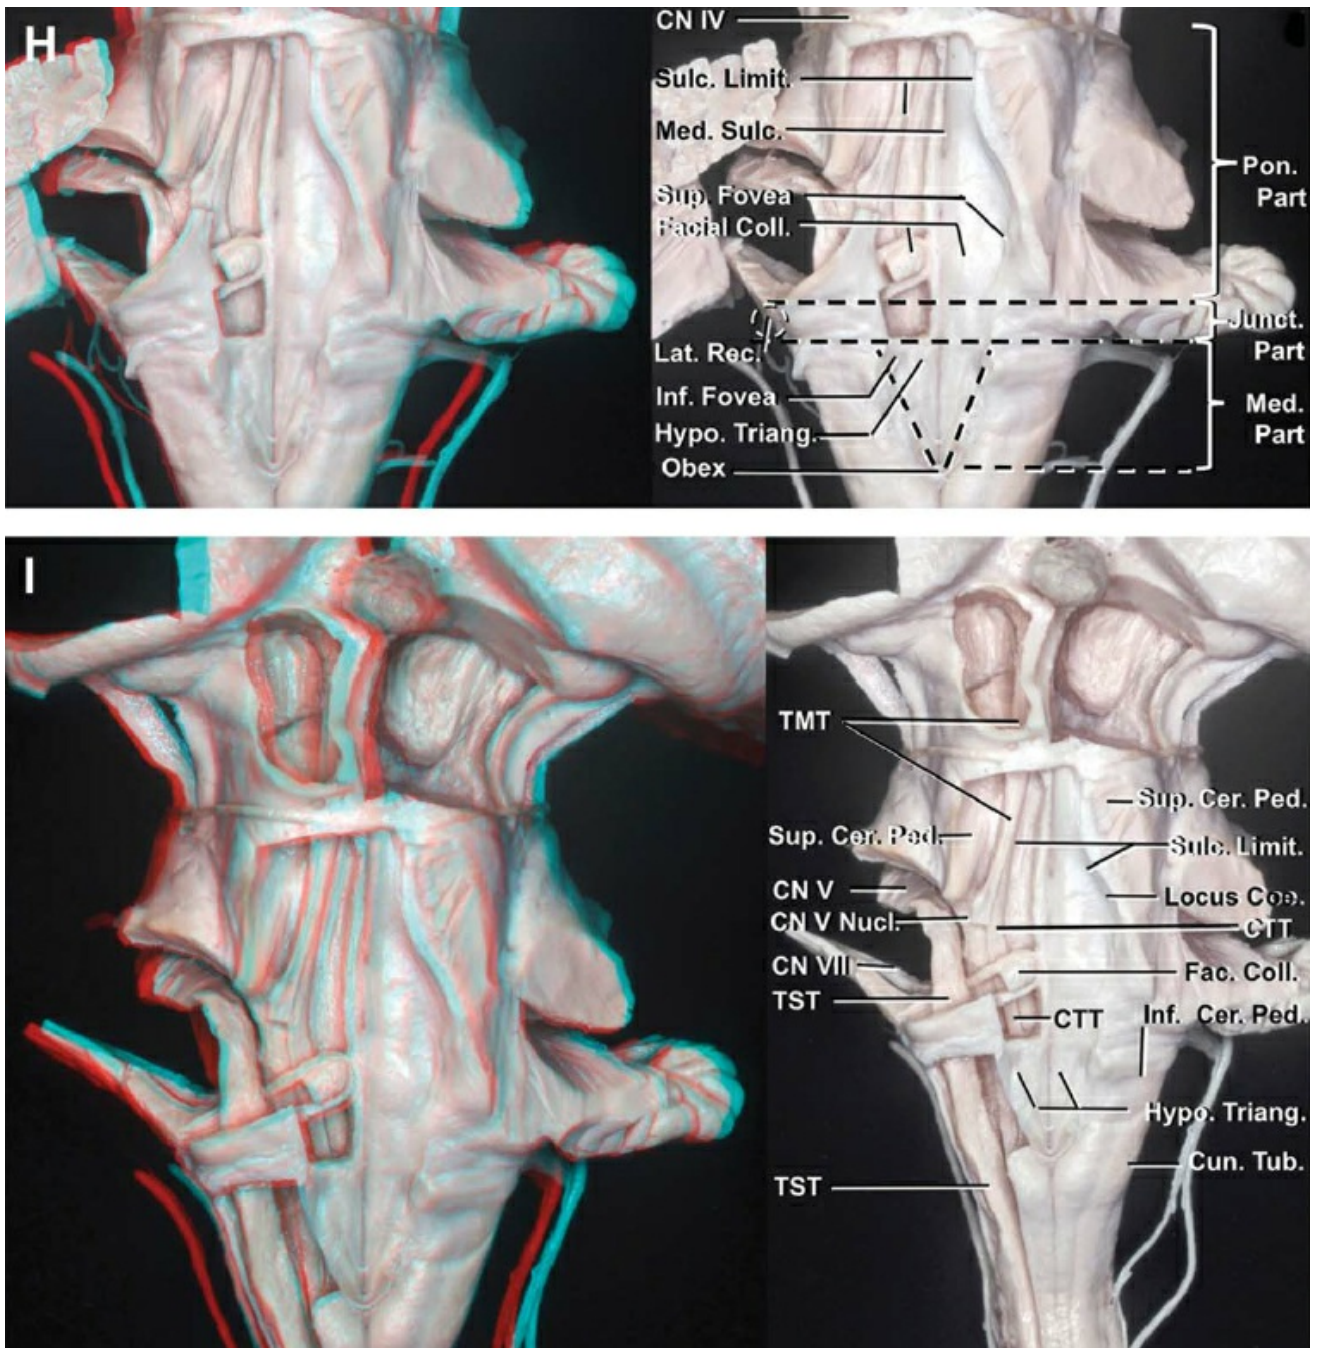 H
CN IV
Sulc. Limit.
Med. Sulc.
Sup. Fovea
Facial Coll.
Pon.
Part
Junct.
Part
Lat. Rec.
Inf. Fovea
Hypo. Triang.
Obex
Med.
Part
I
TMT
Sup. Cer. Ped.
Sup. Cer. Ped.
Sulc. Limit.
CN V
Locus Coe.
CN V Nucl.
CTT
CN VII
Fac. Coll.
TST
CTT
Inf. Cer. Ped.
Hypo. Triang.
Cun. Tub.
TST